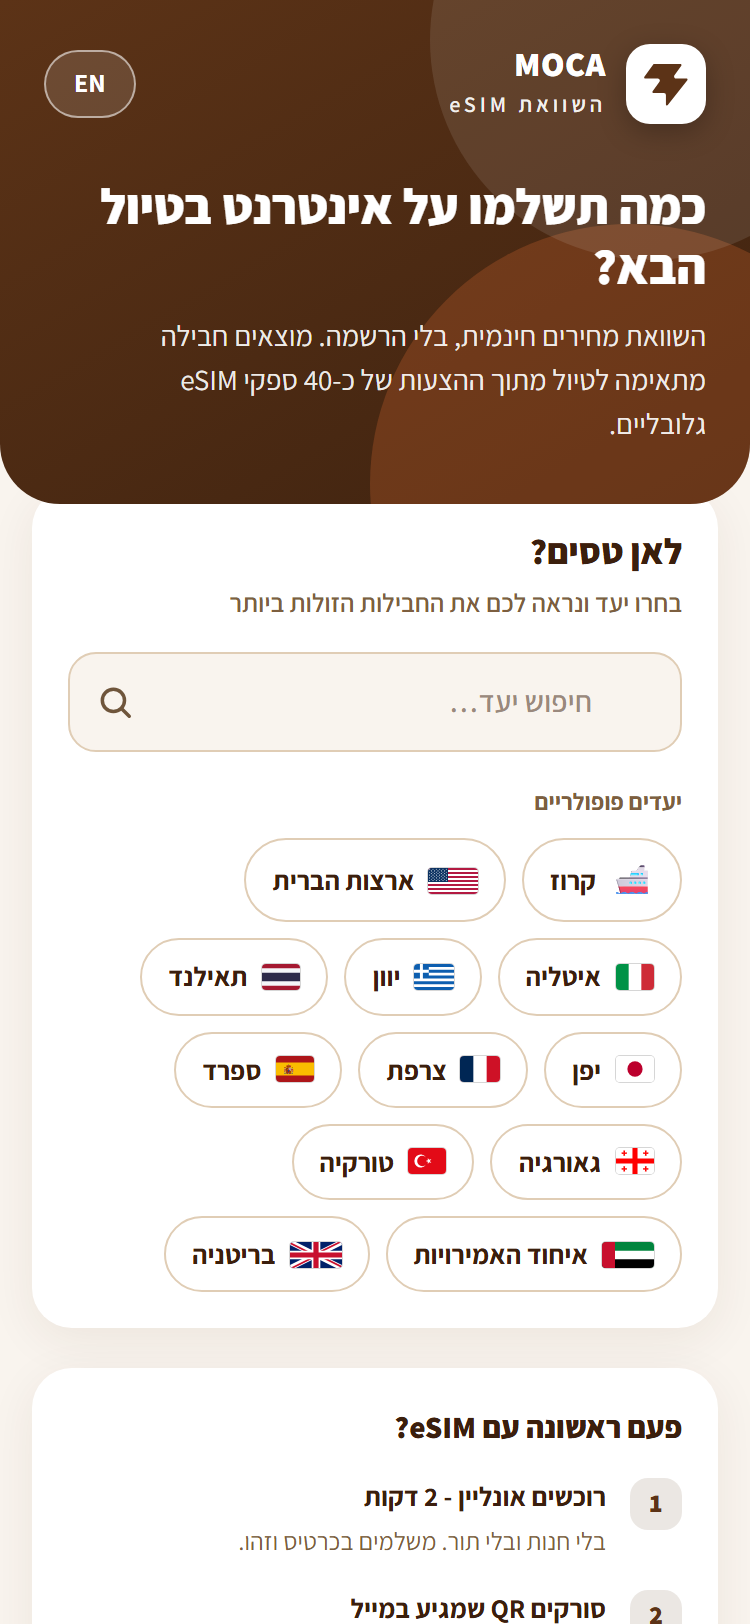 MOCA
השוואת eSIM
EN
כמה תשלמו על אינטרנט בטיול
הבא?
השוואת מחירים חינמית, בלי הרשמה. מוצאים חבילה
מתאימה לטיול מתוך ההצעות של כ-40 ספקי eSIM
גלובליים.
לאן טסים?
בחרו יעד ונראה לכם את החבילות הזולות ביותר
חיפוש יעד...
יעדים פופולריים
קרוז
ארצות הברית
איטליה
יוון
תאילנד
יפן
צרפת
ספרד
גאורגיה
טורקיה
איחוד האמירויות
בריטניה
פעם ראשונה עם eSIM?
1
רוכשים אונליין - 2 דקות
בלי חנות ובלי תור. משלמים בכרטיס וזהו.
2
סורקים QR שמגיע במייל